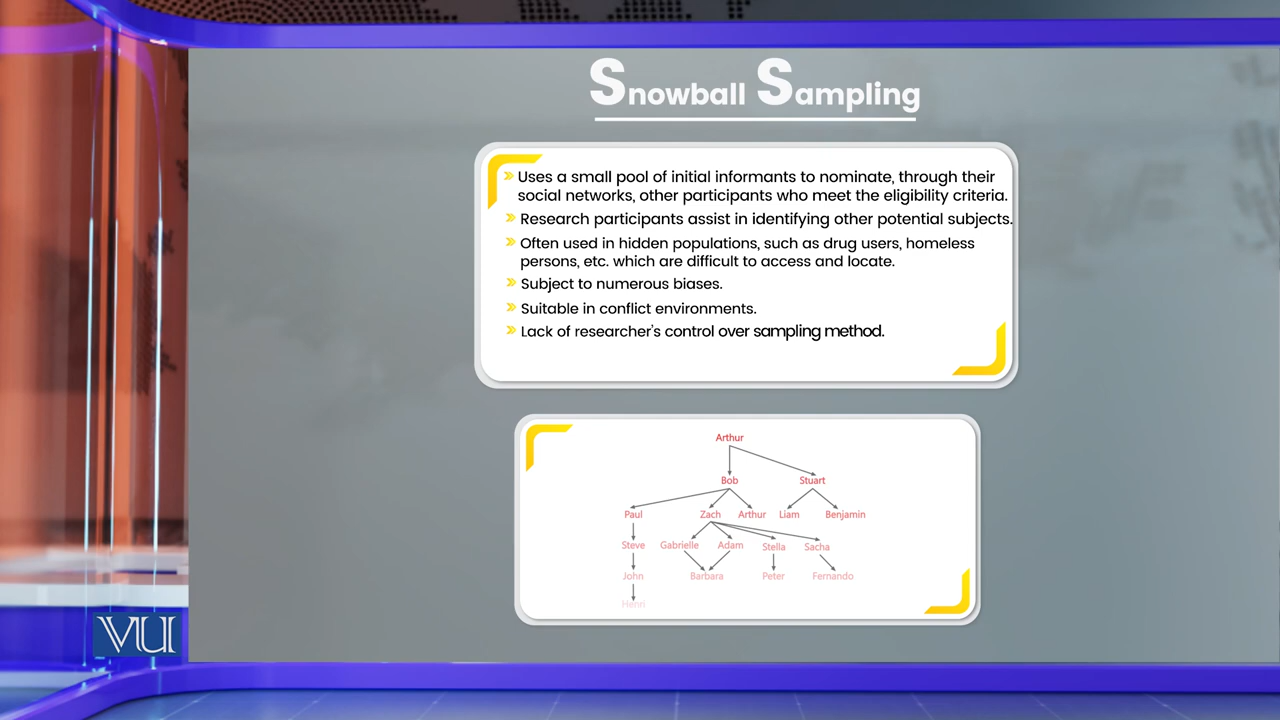 Snowball Sampling
Uses a small pool of initial informants to nominate, through their
social networks, other participants who meet the eligibility criteria.
Research participants assist in identifying other potential subjects.
Often used in hidden populations, such as drug users, homeless
persons, etc. which are difficult to access and locate.
Subject to numerous biases.
Suitable in conflict environments.
Lack of researcher's control over sampling method.
Arthur
Bob Stuart
Paul Zach Arthur Liam Benjamin
Steve Gabrielle Adam Stella Sacha
John Barbara Peter Fernando
Henri
VU